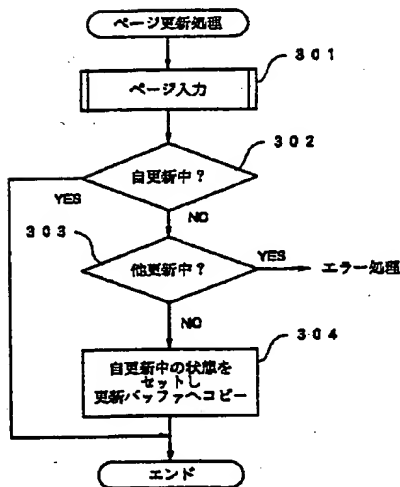 ページ更新処理
301
ページ入力
302
自更新中？
YES
NO
303
他更新中？
YES
エラー処理
NO
304
自更新中の状態を
セットし
更新バッファへコピー
エンド